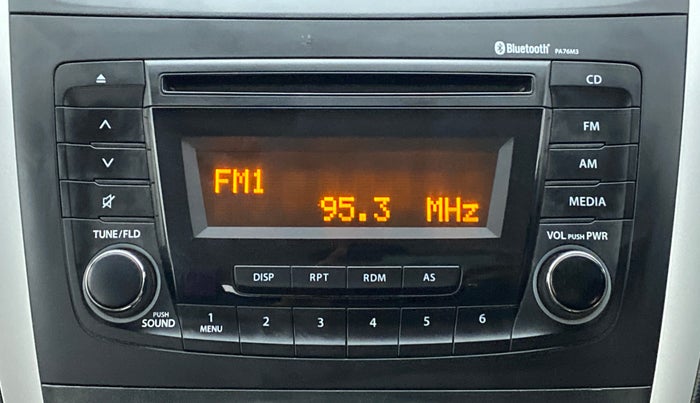 Bluetooth PA76M3
CD
FM
AM
MEDIA
FM1
95.3 MHz
TUNE/FLD
VOL PUSH PWR
DISP RPT RDM AS
PUSH
SOUND
1 2 3 4 5 6
MENU